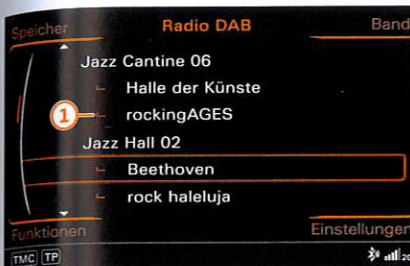 Speicher Radio DAB Band
Jazz Cantine 06
Halle der Künste
1 rockingAGES
Jazz Hall 02
Beethoven
rock haleluja
Funktionen Einstellungen
TMC TP